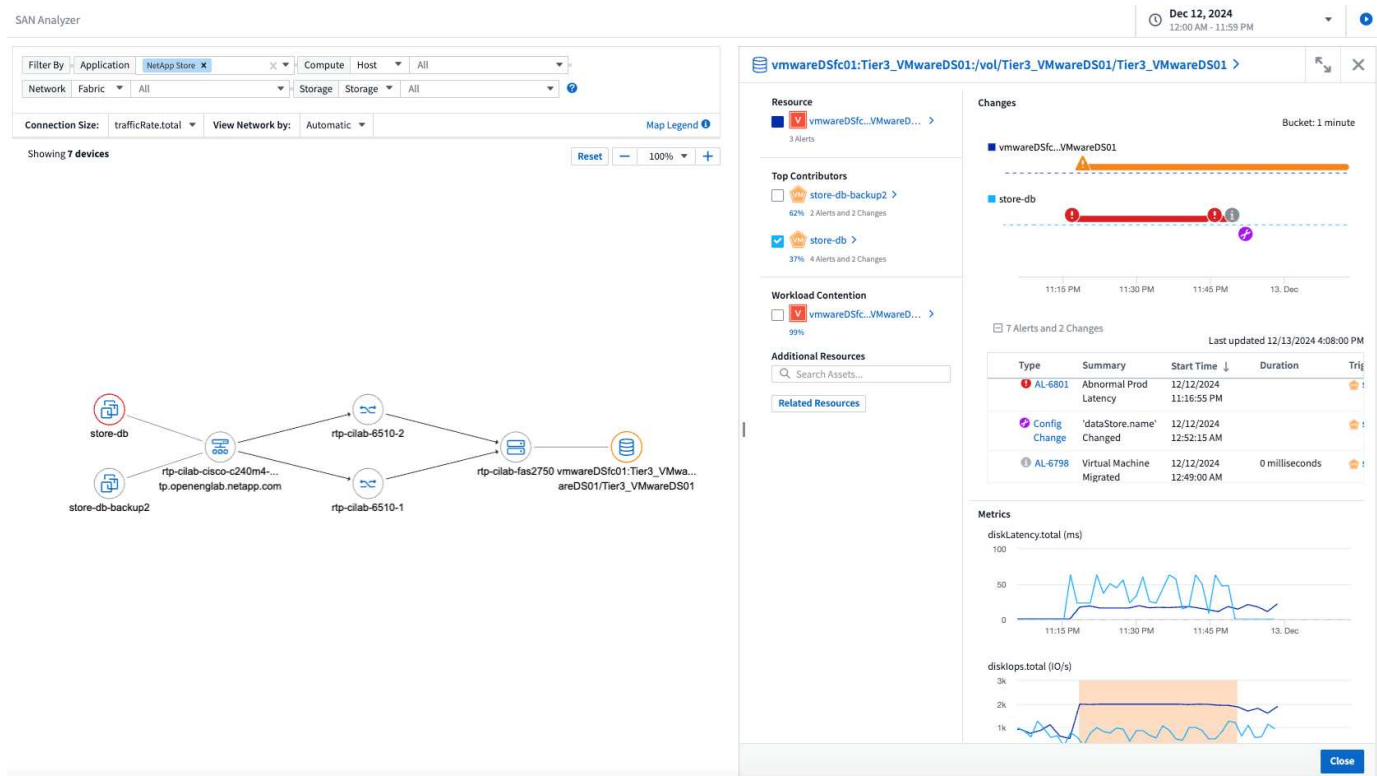 SAN Analyzer
Dec 12, 2024
12:00 AM - 11:59 PM
Filter By Application NetApp Store Compute Host All
Network Fabric All Storage Storage All
Connection Size: trafficRate.total View Network by: Automatic Map Legend
Showing 7 devices
Reset 100%
store-db
store-db-backup2
rtp-cilab-cisco-c240m4-...
tp.openenglab.netapp.com
rtp-cilab-6510-2
rtp-cilab-6510-1
rtp-cilab-fas2750
vmwareDSfc01:Tier3_VMwa...
areDS01/Tier3_VMwareDS01
vmwareDSfc01:Tier3_VMwareDS01:/vol/Tier3_VMwareDS01/Tier3_VMwareDS01
Resource
V vmwareDSfc...VMwareD...
3 Alerts
Top Contributors
VM store-db-backup2
62% 2 Alerts and 2 Changes
VM store-db
37% 4 Alerts and 2 Changes
Workload Contention
V vmwareDSfc...VMwareD...
99%
Additional Resources
Search Assets...
Related Resources
Changes
Bucket: 1 minute
vmwareDSfc...VMwareDS01
store-db
11:15 PM 11:30 PM 11:45 PM 13. Dec
7 Alerts and 2 Changes
Last updated 12/13/2024 4:08:00 PM
Type Summary Start Time ↓ Duration Trig
AL-6801 Abnormal Prod 12/12/2024
Latency 11:16:55 PM
Config 'dataStore.name' 12/12/2024
Change Changed 12:52:15 AM
AL-6798 Virtual Machine 12/12/2024 0 milliseconds
Migrated 12:49:00 AM
Metrics
diskLatency.total (ms)
100
50
0
11:15 PM 11:30 PM 11:45 PM 13. Dec
diskIops.total (IO/s)
3k
2k
1k
Close